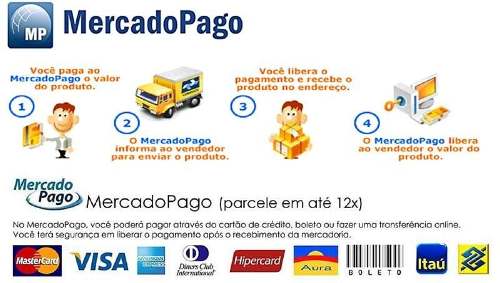 MP MercadoPago
Você paga ao
MercadoPago o valor
do produto.
1
2
O MercadoPago
informa ao vendedor
para enviar o produto.
Você libera o
pagamento e recebe o
produto no endereço.
3
4
O MercadoPago libera
ao vendedor o valor do
produto.
Mercado
Pago
MercadoPago (parcele em até 12x)
No MercadoPago, você poderá pagar através do cartão de crédito, boleto ou fazer uma transferência online.
Você terá segurança em liberar o pagamento após o recebimento da mercadoria.
MasterCard VISA AMERICAN EXPRESS Diners Club International Hipercard Aura BOLETO Itaú